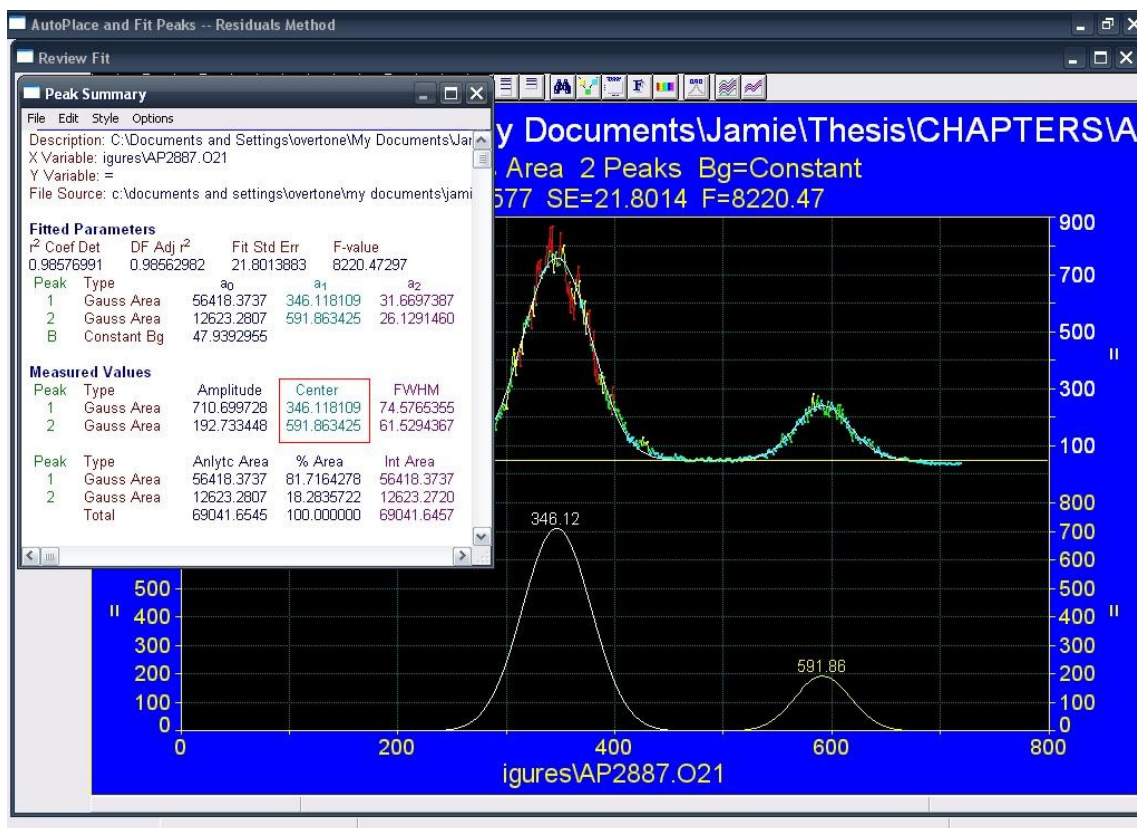 AutoPlace and Fit Peaks -- Residuals Method
Review Fit
Peak Summary
File Edit Style Options
Description: C:\Documents and Settings\overtone\My Documents\Jar
X Variable: igures\AP2887.O21
Y Variable: =
File Source: c:\documents and settings\overtone\my documents\jami
Fitted Parameters
r² Coef Det DF Adj r² Fit Std Err F-value
0.98576991 0.98562982 21.8013883 8220.47297
Peak Type a₀ a₁ a₂
1 Gauss Area 56418.3737 346.118109 31.6697387
2 Gauss Area 12623.2807 591.863425 26.1291460
B Constant Bg 47.9392955
Measured Values
Peak Type Amplitude Center FWHM
1 Gauss Area 710.699728 346.118109 74.5765355
2 Gauss Area 192.733448 591.863425 61.5294367
Peak Type Anlytc Area % Area Int Area
1 Gauss Area 56418.3737 81.7164278 56418.3737
2 Gauss Area 12623.2807 18.2835722 12623.2720
Total 69041.6545 100.000000 69041.6457
y Documents\Jamie\Thesis\CHAPTERS\A
Area 2 Peaks Bg=Constant
577 SE=21.8014 F=8220.47
900
700
500
=
300
100
800
700
600
500
400
=
300
200
100
0
500
= 400
300
200
100
0
346.12
591.86
0 200 400 600 800
igures\AP2887.O21